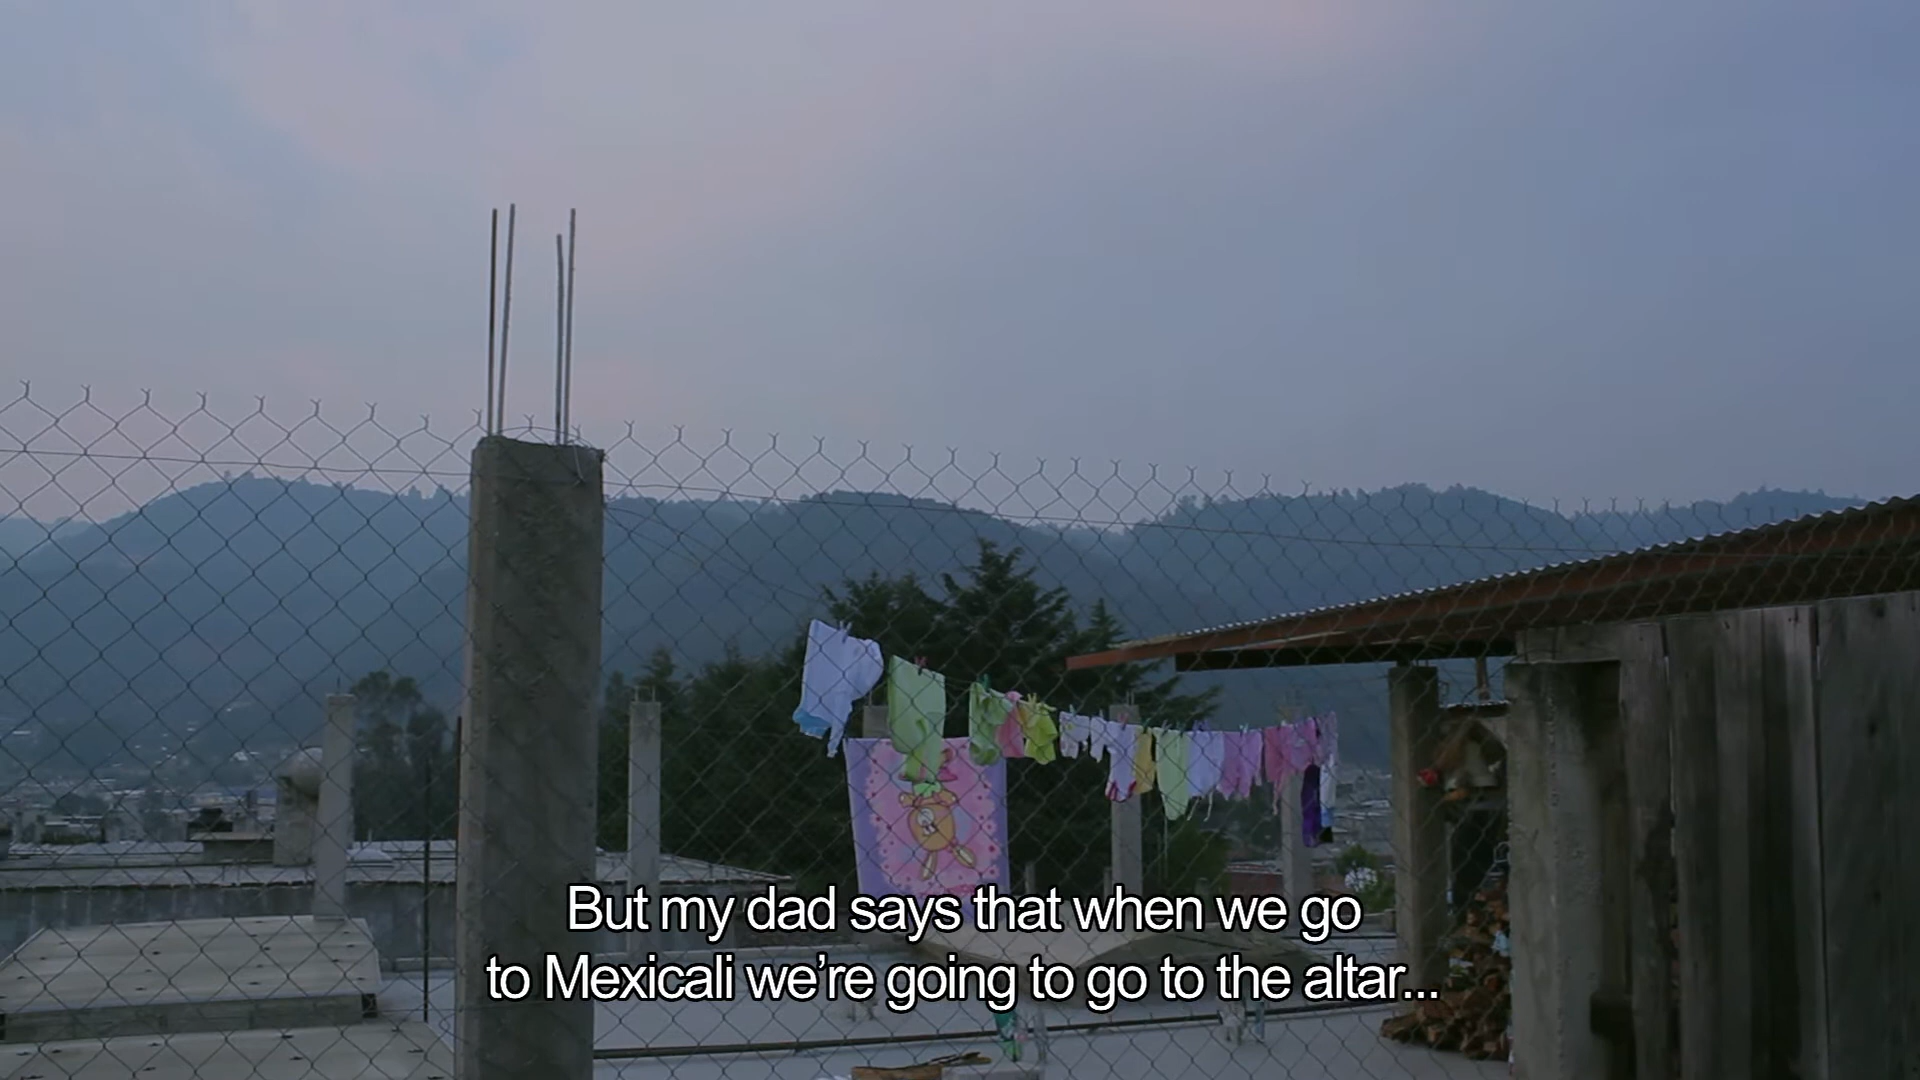 But my dad says that when we go
to Mexicali we’re going to go to the altar...